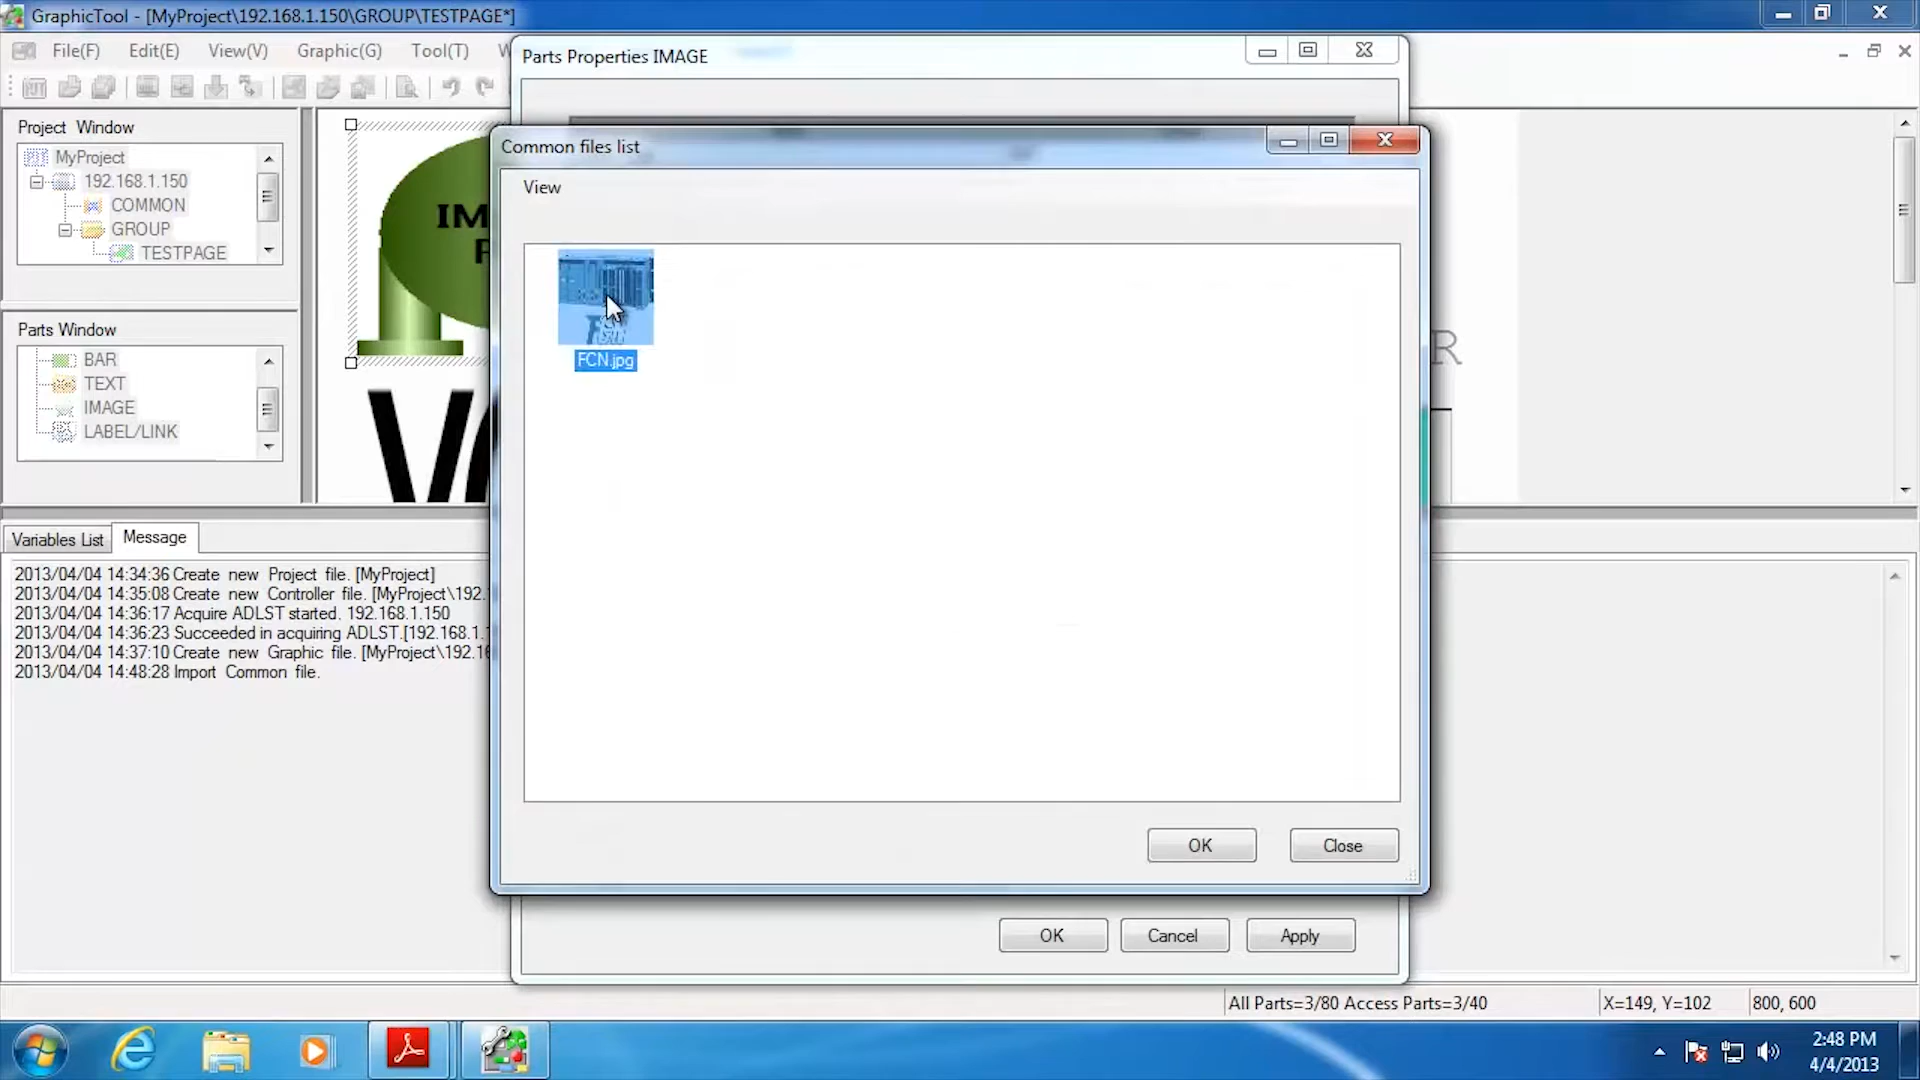 GraphicTool - [MyProject\192.168.1.150\GROUP\TESTPAGE*]
File(F) Edit(E) View(V) Graphic(G) Tool(T)
Parts Properties IMAGE
Project Window
MyProject
192.168.1.150
COMMON
GROUP
TESTPAGE
Common files list
View
FCN.jpg
Parts Window
BAR
TEXT
IMAGE
LABEL/LINK
Variables List Message
2013/04/04 14:34:36 Create new Project file. [MyProject]
2013/04/04 14:35:08 Create new Controller file. [MyProject\192.
2013/04/04 14:36:17 Acquire ADLST started. 192.168.1.150
2013/04/04 14:36:23 Succeeded in acquiring ADLST.[192.168.1.
2013/04/04 14:37:10 Create new Graphic file. [MyProject\192.16
2013/04/04 14:48:28 Import Common file.
OK Close
OK Cancel Apply
All Parts=3/80 Access Parts=3/40 X=149, Y=102 800, 600
2:48 PM
4/4/2013